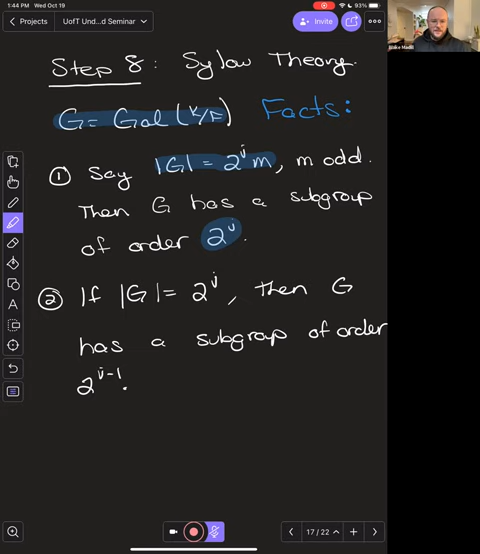 1:44 PM Wed Oct 19
93%
Projects
UofT Und...d Seminar
Invite
Blake Madill
Step 8: Sylow Theory.
G = Gal(K/F) Facts:
① Say |G| = 2^j m, m odd.
Then G has a subgroup
of order 2^j.
② If |G| = 2^j, then G
has a subgroup of order
2^{j-1}.
A
17 / 22